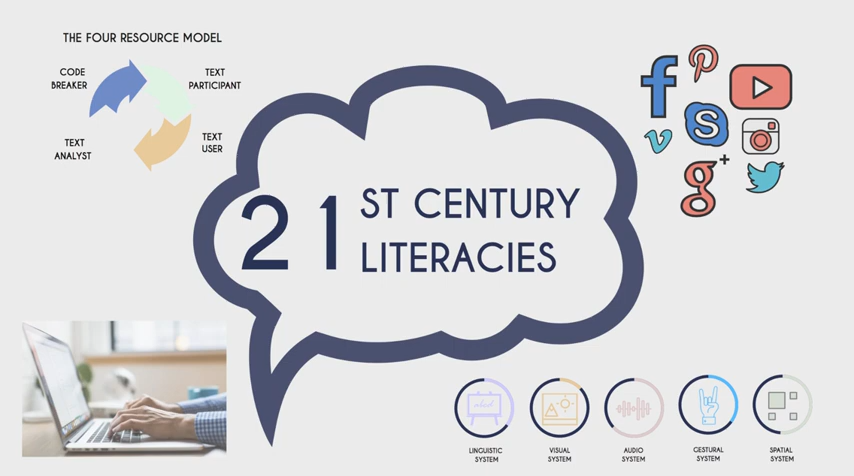 THE FOUR RESOURCE MODEL
CODE
BREAKER
TEXT
PARTICIPANT
TEXT
ANALYST
TEXT
USER
21
ST CENTURY
LITERACIES
LINGUISTIC
SYSTEM
VISUAL
SYSTEM
AUDIO
SYSTEM
GESTURAL
SYSTEM
SPATIAL
SYSTEM